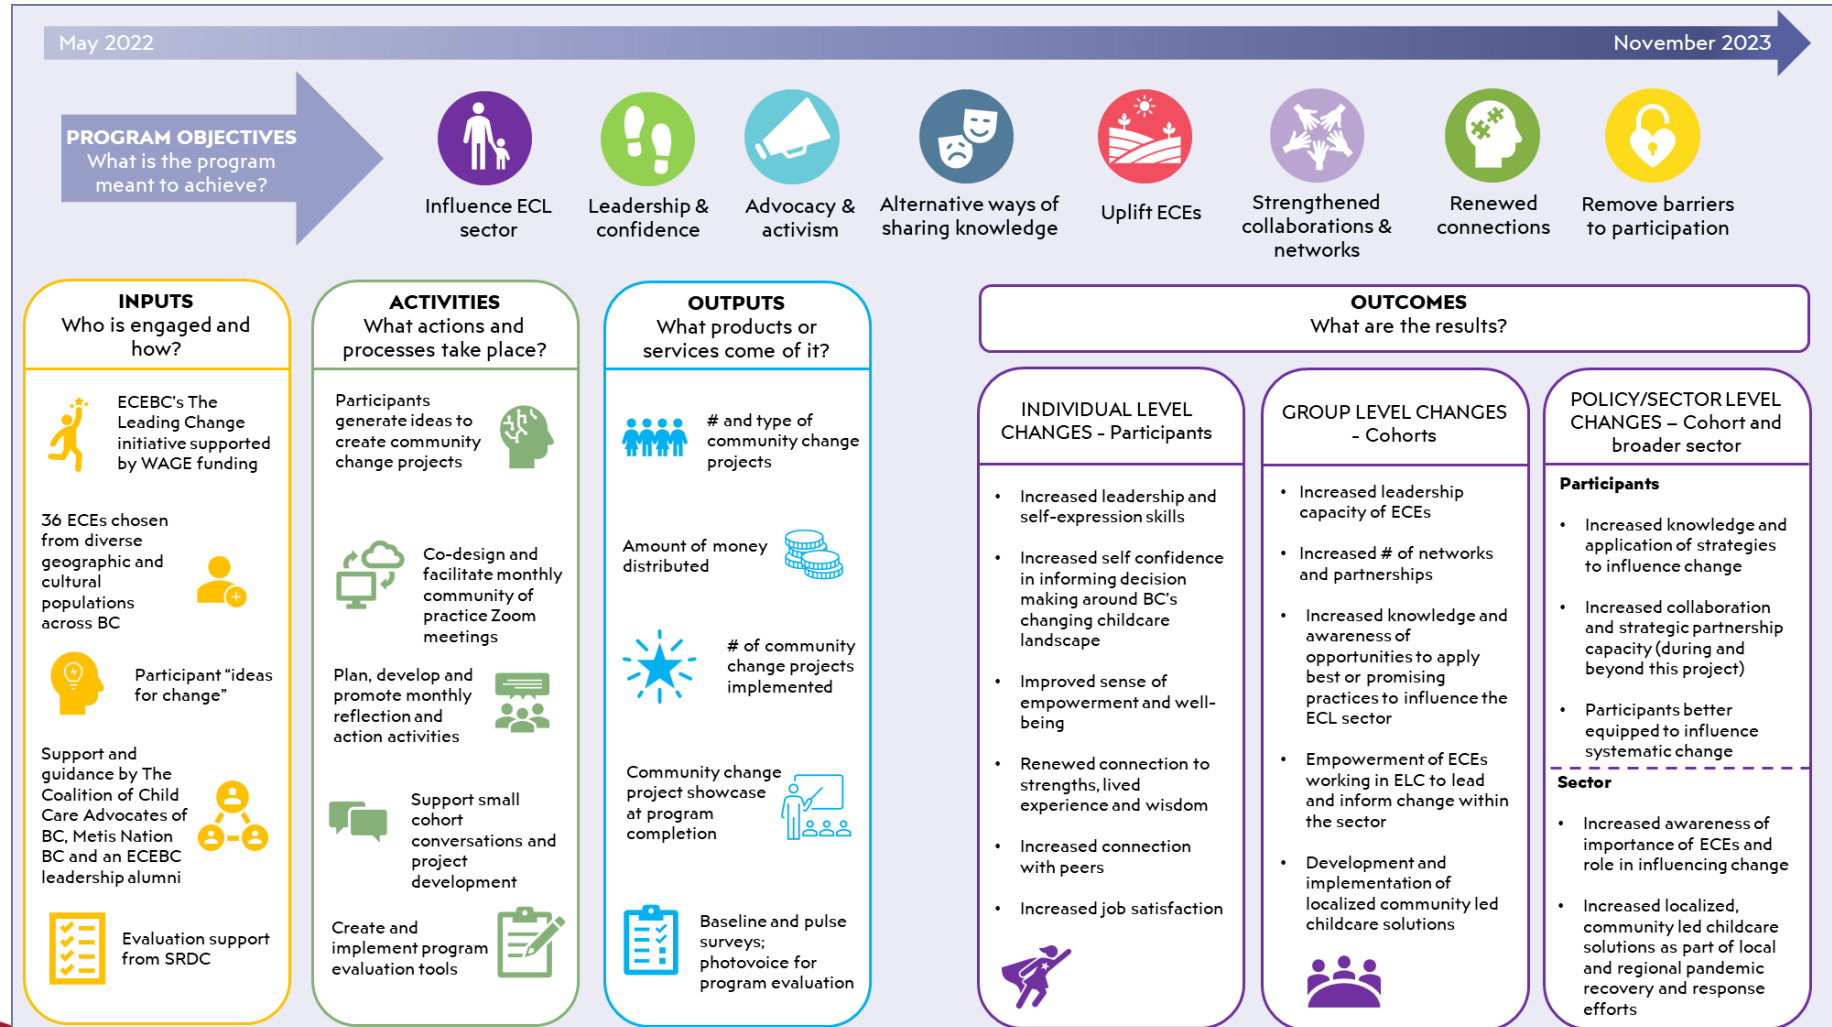 May 2022
November 2023
PROGRAM OBJECTIVES
What is the program
meant to achieve?
Influence ECL
sector
Leadership &
confidence
Advocacy &
activism
Alternative ways of
sharing knowledge
Uplift ECEs
Strengthened
collaborations &
networks
Renewed
connections
Remove barriers
to participation
INPUTS
Who is engaged and
how?
ECEBC's The
Leading Change
initiative supported
by WAGE funding
36 ECEs chosen
from diverse
geographic and
cultural
populations
across BC
Participant "ideas
for change"
Support and
guidance by The
Coalition of Child
Care Advocates of
BC, Metis Nation
BC and an ECEBC
leadership alumni
Evaluation support
from SRDC
ACTIVITIES
What actions and
processes take place?
Participants
generate ideas to
create community
change projects
Co-design and
facilitate monthly
community of
practice Zoom
meetings
Plan, develop and
promote monthly
reflection and
action activities
Support small
cohort
conversations and
project
development
Create and
implement program
evaluation tools
OUTPUTS
What products or
services come of it?
# and type of
community change
projects
Amount of money
distributed
# of community
change projects
implemented
Community change
project showcase
at program
completion
Baseline and pulse
surveys;
photovoice for
program evaluation
OUTCOMES
What are the results?
INDIVIDUAL LEVEL
CHANGES - Participants
• Increased leadership and
self-expression skills
• Increased self confidence
in informing decision
making around BC's
changing childcare
landscape
• Improved sense of
empowerment and well-
being
• Renewed connection to
strengths, lived
experience and wisdom
• Increased connection
with peers
• Increased job satisfaction
GROUP LEVEL CHANGES
- Cohorts
• Increased leadership
capacity of ECEs
• Increased # of networks
and partnerships
• Increased knowledge and
awareness of
opportunities to apply
best or promising
practices to influence the
ECL sector
• Empowerment of ECEs
working in ELC to lead
and inform change within
the sector
• Development and
implementation of
localized community led
childcare solutions
POLICY/SECTOR LEVEL
CHANGES – Cohort and
broader sector
Participants
• Increased knowledge and
application of strategies
to influence change
• Increased collaboration
and strategic partnership
capacity (during and
beyond this project)
• Participants better
equipped to influence
systematic change
Sector
• Increased awareness of
importance of ECEs and
role in influencing change
• Increased localized,
community led childcare
solutions as part of local
and regional pandemic
recovery and response
efforts